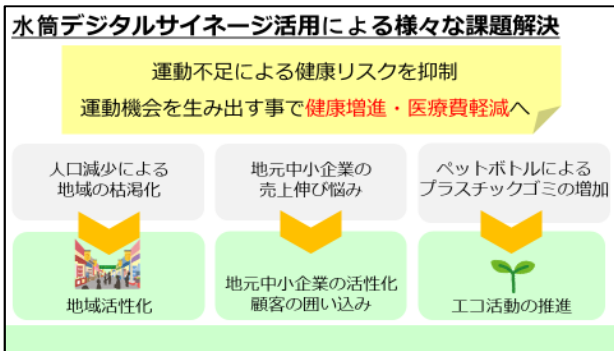 水筒デジタルサイネージ活用による様々な課題解決
運動不足による健康リスクを抑制
運動機会を生み出す事で健康増進・医療費軽減へ
人口減少による
地域の枯渇化
地元中小企業の
売上伸び悩み
ペットボトルによる
プラスチックゴミの増加
地域活性化
地元中小企業の活性化
顧客の囲い込み
エコ活動の推進